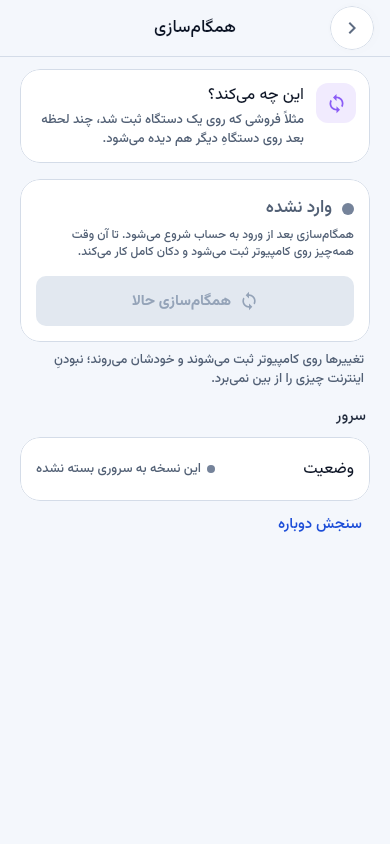 همگام‌سازی
این چه می‌کند؟
مثلاً فروشی که روی یک دستگاه ثبت شد، چند لحظه
بعد روی دستگاهِ دیگر هم دیده می‌شود.
وارد نشده
همگام‌سازی بعد از ورود به حساب شروع می‌شود. تا آن وقت
همه‌چیز روی کامپیوتر ثبت می‌شود و دکان کامل کار می‌کند.
همگام‌سازی حالا
تغییرها روی کامپیوتر ثبت می‌شوند و خودشان می‌روند؛ نبودنِ
اینترنت چیزی را از بین نمی‌برد.
سرور
وضعیت
این نسخه به سروری بسته نشده
سنجش دوباره